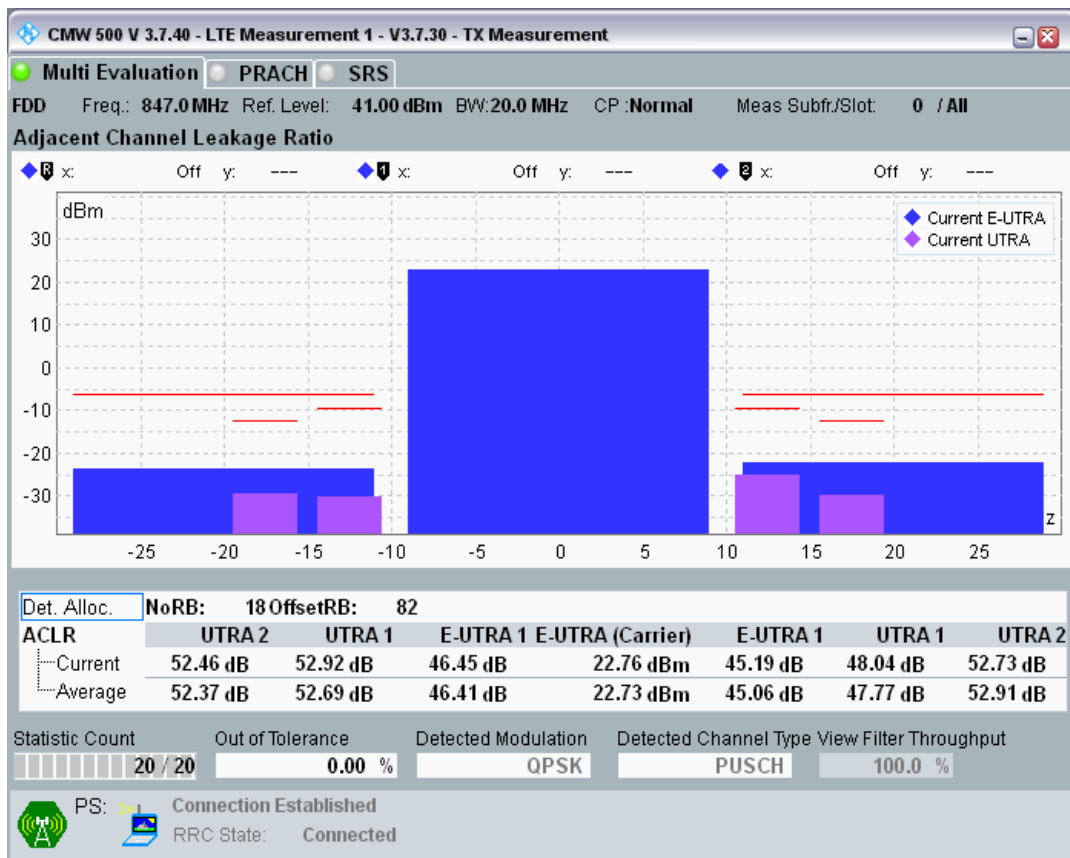 CMW 500 V 3.7.40 - LTE Measurement 1 - V3.7.30 - TX Measurement
Multi Evaluation PRACH SRS
FDD Freq.: 847.0 MHz Ref. Level: 41.00 dBm BW: 20.0 MHz CP :Normal Meas Subfr./Slot: 0 / All
Adjacent Channel Leakage Ratio
R x: Off y: --- 1 x: Off y: --- 2 x: Off y: ---
dBm
Current E-UTRA
Current UTRA
30
20
10
0
-10
-20
-30
z
-25 -20 -15 -10 -5 0 5 10 15 20 25
Det. Alloc. NoRB: 18 OffsetRB: 82
ACLR UTRA 2 UTRA 1 E-UTRA 1 E-UTRA (Carrier) E-UTRA 1 UTRA 1 UTRA 2
Current 52.46 dB 52.92 dB 46.45 dB 22.76 dBm 45.19 dB 48.04 dB 52.73 dB
Average 52.37 dB 52.69 dB 46.41 dB 22.73 dBm 45.06 dB 47.77 dB 52.91 dB
Statistic Count Out of Tolerance Detected Modulation Detected Channel Type View Filter Throughput
20 / 20 0.00 % QPSK PUSCH 100.0 %
PS: Connection Established
RRC State: Connected